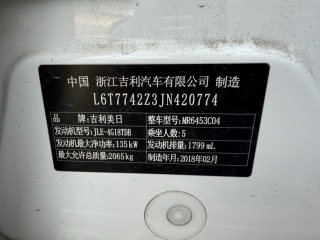 中国 浙江吉利汽车有限公司 制造
L6T7742Z3JN420774
品牌:吉利美日 整车型号:MR6453C04
发动机型号:JLE-4G18TDB 乘坐人数:5
发动机最大净功率:135kW 发动机排量:1799 mL
最大允许总质量:2065kg 制造年月:2018年02月